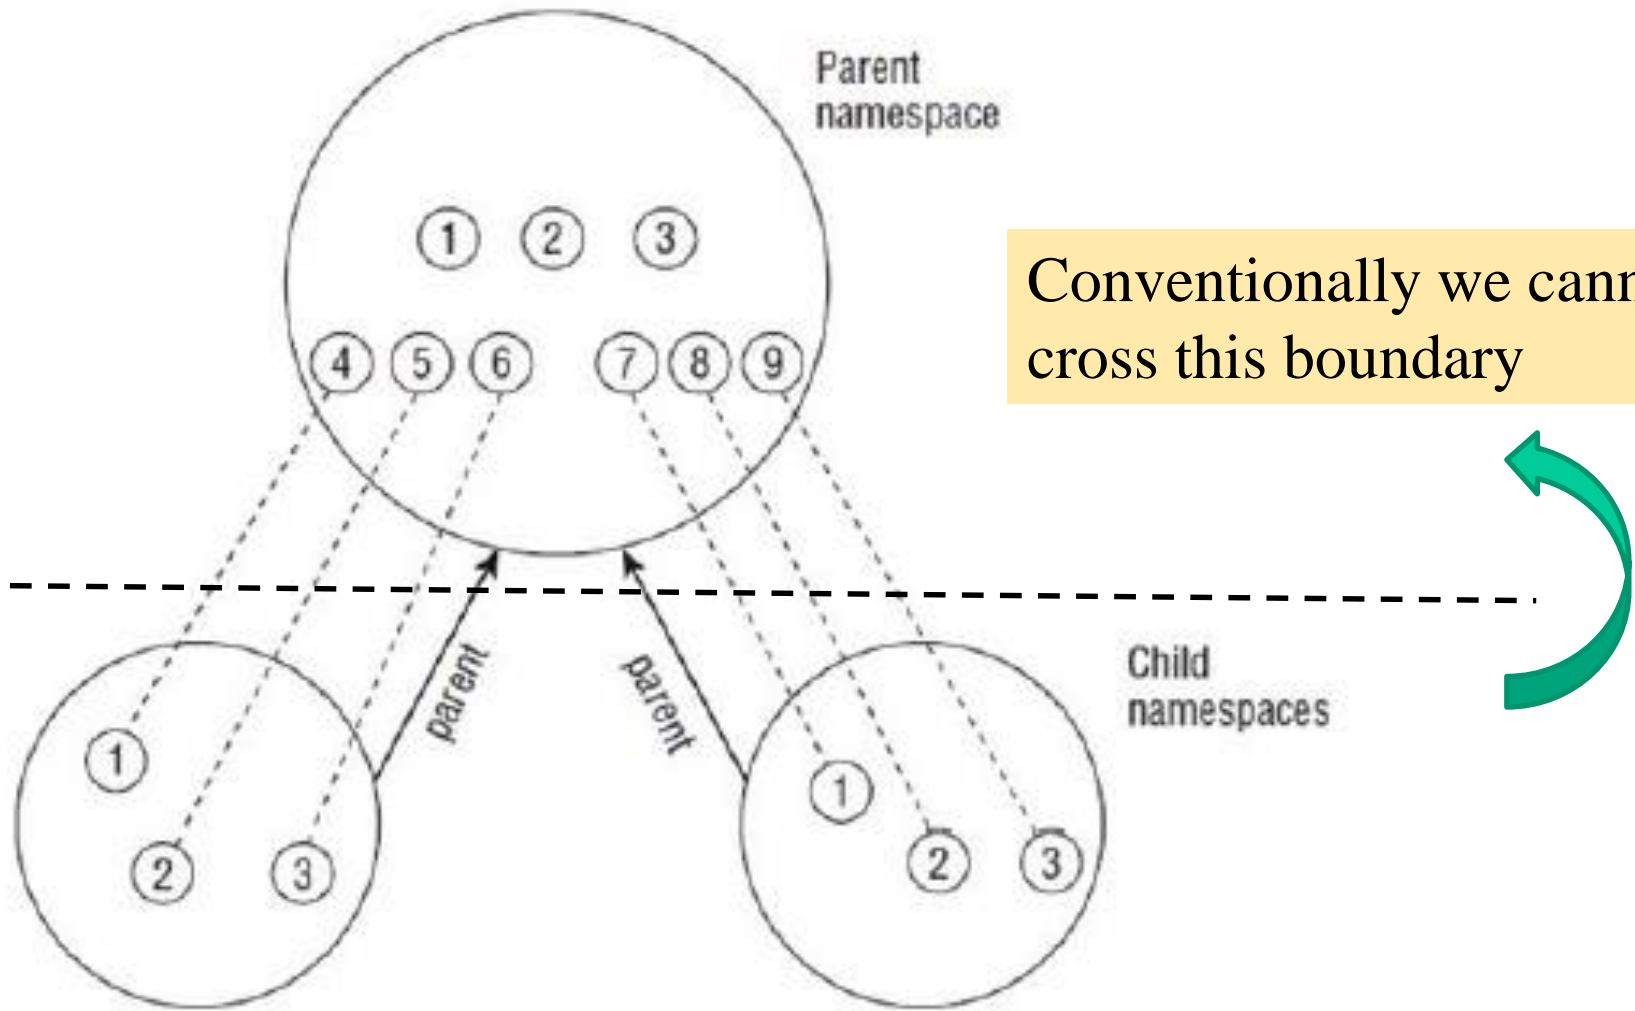 Parent
namespace
1 2 3
Conventionally we cann
cross this boundary
4 5 6 7 8 9
parent
parent
Child
namespaces
1
2 3
1
2 3